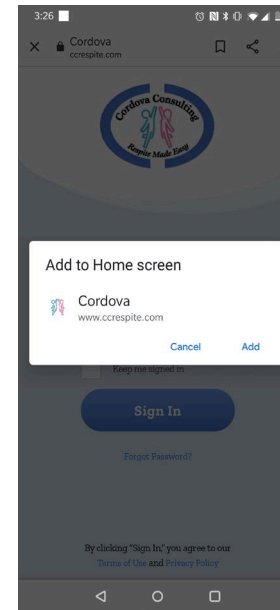 3:26
Cordova
ccrespite.com
Cordova Consulting
Respite Made Easy
Add to Home screen
Cordova
www.ccrespite.com
Cancel Add
Keep me signed in
Sign In
Forgot Password?
By clicking "Sign In," you agree to our
Terms of Use and Privacy Policy